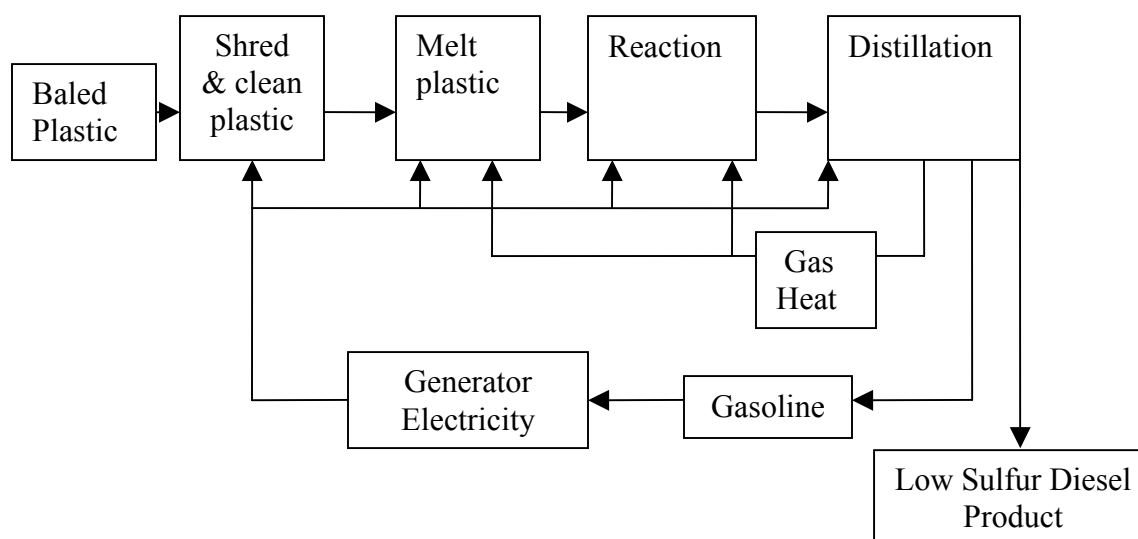 Baled
Plastic
Shred
& clean
plastic
Melt
plastic
Reaction
Distillation
Gas
Heat
Generator
Electricity
Gasoline
Low Sulfur Diesel
Product